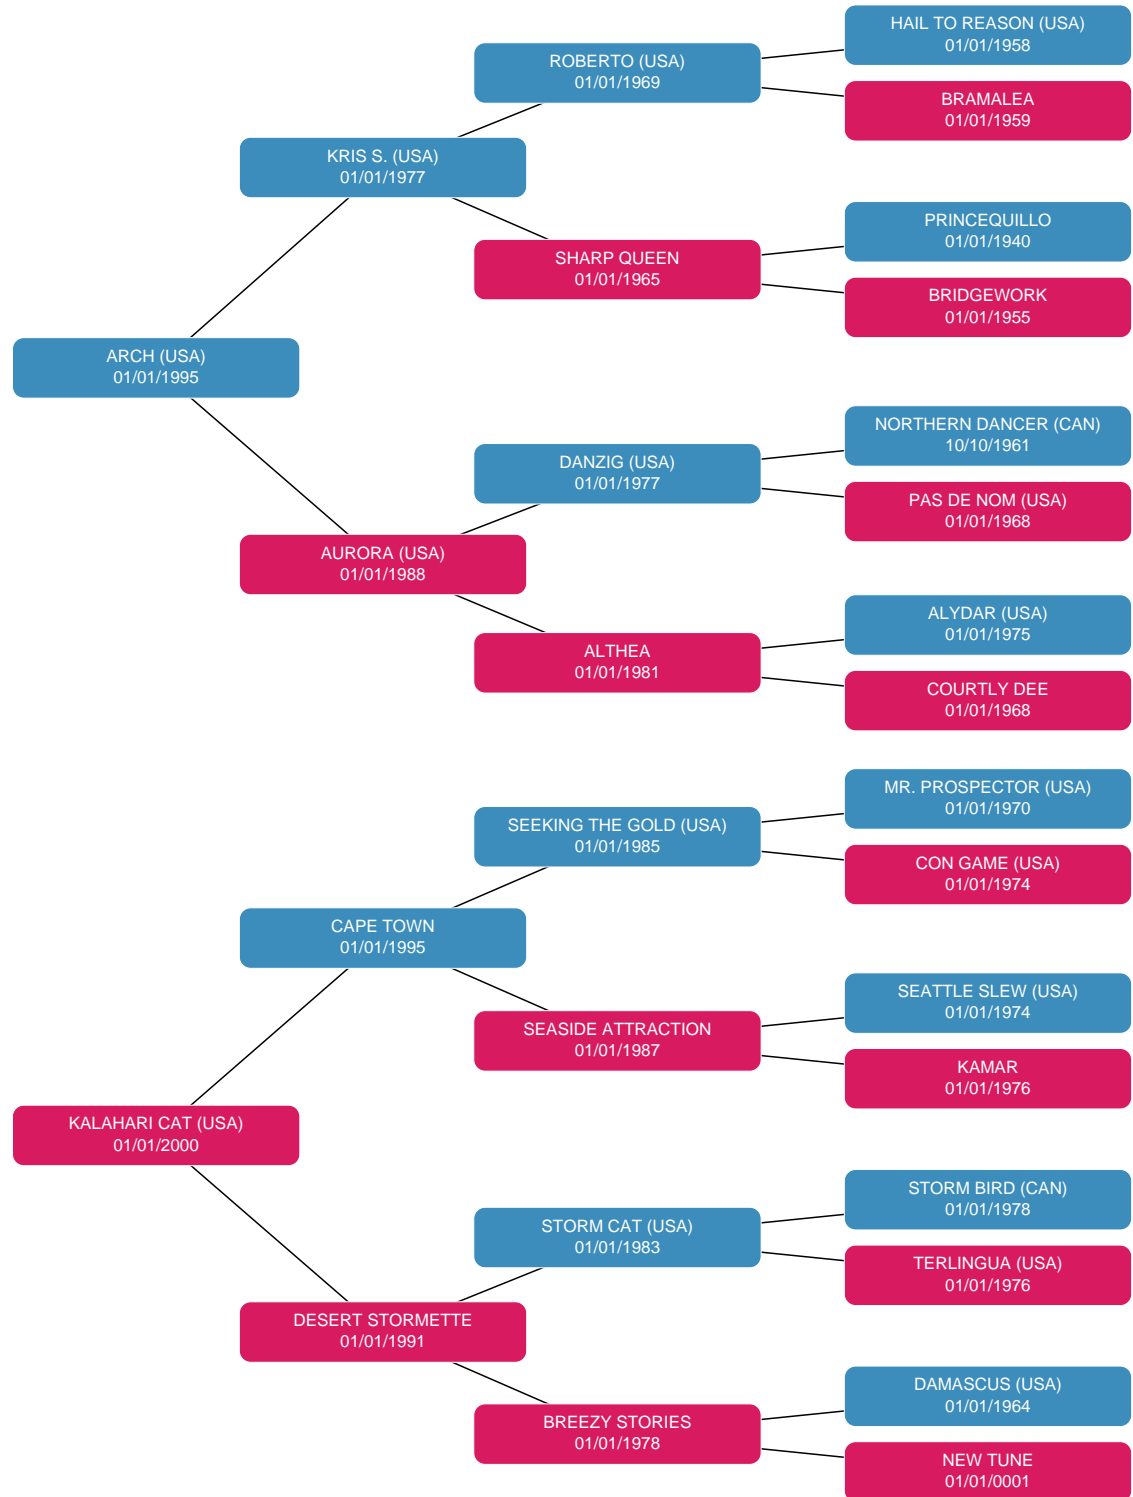 HAIL TO REASON (USA)
01/01/1958
ROBERTO (USA)
01/01/1969
BRAMALEA
01/01/1959
KRIS S. (USA)
01/01/1977
PRINCEQUILLO
01/01/1940
SHARP QUEEN
01/01/1965
BRIDGEWORK
01/01/1955
ARCH (USA)
01/01/1995
NORTHERN DANCER (CAN)
10/10/1961
DANZIG (USA)
01/01/1977
PAS DE NOM (USA)
01/01/1968
AURORA (USA)
01/01/1988
ALYDAR (USA)
01/01/1975
ALTHEA
01/01/1981
COURTLY DEE
01/01/1968
MR. PROSPECTOR (USA)
01/01/1970
SEEKING THE GOLD (USA)
01/01/1985
CON GAME (USA)
01/01/1974
CAPE TOWN
01/01/1995
SEATTLE SLEW (USA)
01/01/1974
SEASIDE ATTRACTION
01/01/1987
KAMAR
01/01/1976
KALAHARI CAT (USA)
01/01/2000
STORM BIRD (CAN)
01/01/1978
STORM CAT (USA)
01/01/1983
TERLINGUA (USA)
01/01/1976
DESERT STORMETTE
01/01/1991
DAMASCUS (USA)
01/01/1964
BREEZY STORIES
01/01/1978
NEW TUNE
01/01/0001